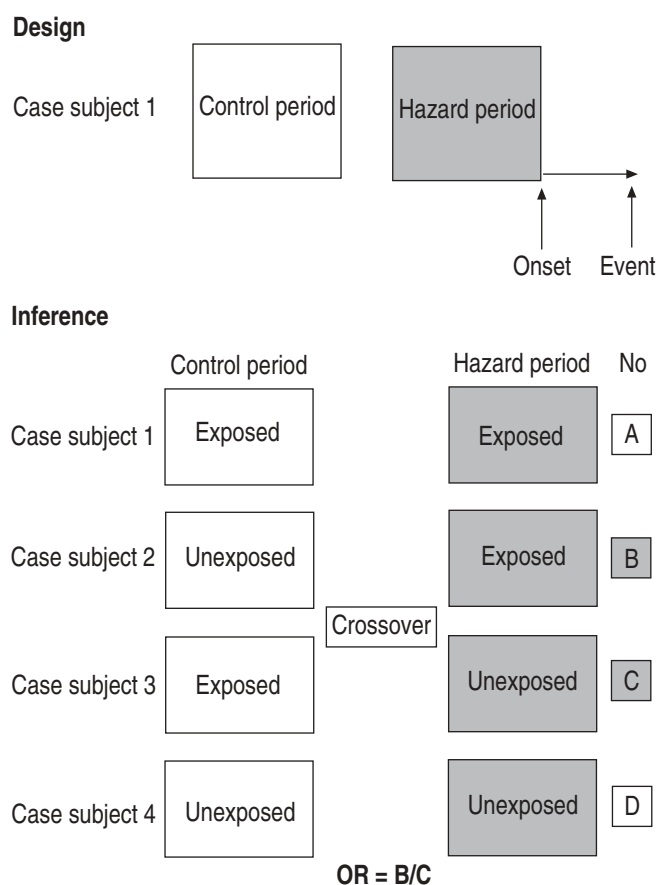 Design
Case subject 1 Control period Hazard period
Onset Event
Inference
Control period Hazard period No
Case subject 1 Exposed Exposed A
Case subject 2 Unexposed Exposed B
Crossover
Case subject 3 Exposed Unexposed C
Case subject 4 Unexposed Unexposed D
OR = B/C